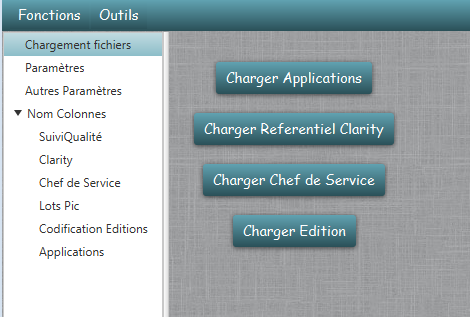 Fonctions Outils
Chargement fichiers
Paramètres
Autres Paramètres
Nom Colonnes
SuiviQualité
Clarity
Chef de Service
Lots Pic
Codification Editions
Applications
Charger Applications
Charger Referentiel Clarity
Charger Chef de Service
Charger Edition